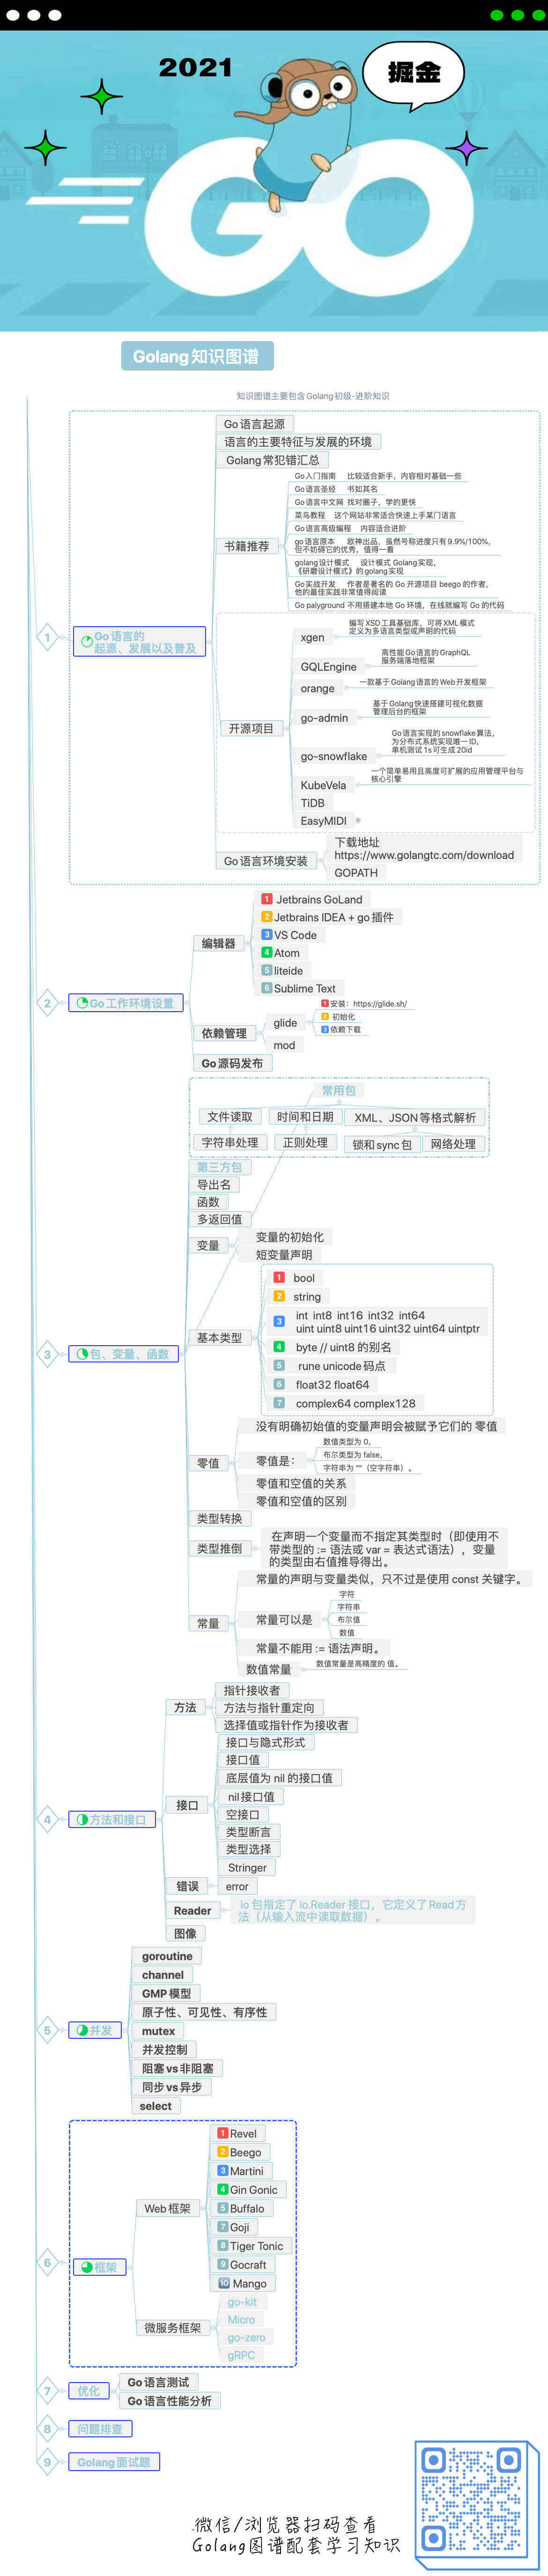 2021
掘金
GO
Golang 知识图谱
知识图谱主要包含 Golang 初级-进阶知识
1
Go 语言的
起源、发展以及普及
Go 语言起源
语言的主要特征与发展的环境
Golang 常犯错汇总
书籍推荐
Go 入门指南 比较适合新手，内容相对基础一些
Go 语言圣经 书如其名
Go 语言中文网 找对圈子，学的更快
菜鸟教程 这个网站非常适合快速上手某门语言
Go 语言高级编程 内容适合进阶
go 语言原本 欧神出品，虽然号称进度只有 9.9%/100%，
但不妨碍它的优秀，值得一看
golang 设计模式 设计模式 Golang 实现，
《研磨设计模式》的 golang 实现
Go 实战开发 作者是著名的 Go 开源项目 beego 的作者，
他的最佳实践非常值得阅读
Go palyground 不用搭建本地 Go 环境，在线就编写 Go 的代码
开源项目
xgen
编写 XSD 工具基础库，可将 XML 模式
定义为多语言类型或声明的代码
GQLEngine
高性能 Go 语言的 GraphQL
服务端落地框架
orange
一款基于 Golang 语言的 Web 开发框架
go-admin
基于 Golang 快速搭建可视化数据
管理后台的框架
go-snowflake
Go 语言实现的 snowflake 算法，
为分布式系统实现唯一 ID，
单机测试 1s 可生成 20id
KubeVela
一个简单易用且高度可扩展的应用管理平台与
核心引擎
TiDB
EasyMIDI
Go 语言环境安装
下载地址
https://www.golangtc.com/download
GOPATH
2
Go 工作环境设置
编辑器
1 Jetbrains GoLand
2 Jetbrains IDEA + go 插件
3 VS Code
4 Atom
5 liteide
6 Sublime Text
依赖管理
glide
1 安装：https://glide.sh/
2 初始化
3 依赖下载
mod
Go 源码发布
3
包、变量、函数
常用包
文件读取
时间和日期
XML、JSON 等格式解析
字符串处理
正则处理
锁和 sync 包
网络处理
第三方包
导出名
函数
多返回值
变量
变量的初始化
短变量声明
基本类型
1 bool
2 string
3 int int8 int16 int32 int64
uint uint8 uint16 uint32 uint64 uintptr
4 byte // uint8 的别名
5 rune unicode 码点
6 float32 float64
7 complex64 complex128
零值
没有明确初始值的变量声明会被赋予它们的 零值
零值是：
数值类型为 0，
布尔类型为 false，
字符串为 ""（空字符串）。
零值和空值的关系
零值和空值的区别
类型转换
类型推倒
在声明一个变量而不指定其类型时（即使用不
带类型的 := 语法或 var = 表达式语法），变量
的类型由右值推导得出。
常量
常量的声明与变量类似，只不过是使用 const 关键字。
常量可以是
字符
字符串
布尔值
数值
常量不能用 := 语法声明。
数值常量
数值常量是高精度的 值。
4
方法和接口
方法
指针接收者
方法与指针重定向
选择值或指针作为接收者
接口
接口与隐式形式
接口值
底层值为 nil 的接口值
nil 接口值
空接口
类型断言
类型选择
Stringer
错误
error
Reader
io 包指定了 io.Reader 接口，它定义了 Read 方
法（从输入流中读取数据）。
图像
5
并发
goroutine
channel
GMP 模型
原子性、可见性、有序性
mutex
并发控制
阻塞 vs 非阻塞
同步 vs 异步
select
6
框架
Web 框架
1 Revel
2 Beego
3 Martini
4 Gin Gonic
5 Buffalo
7 Goji
8 Tiger Tonic
9 Gocraft
10 Mango
微服务框架
go-kit
Micro
go-zero
gRPC
7
优化
Go 语言测试
Go 语言性能分析
8
问题排查
9
Golang 面试题
微信/浏览器扫码查看
Golang图谱配套学习知识